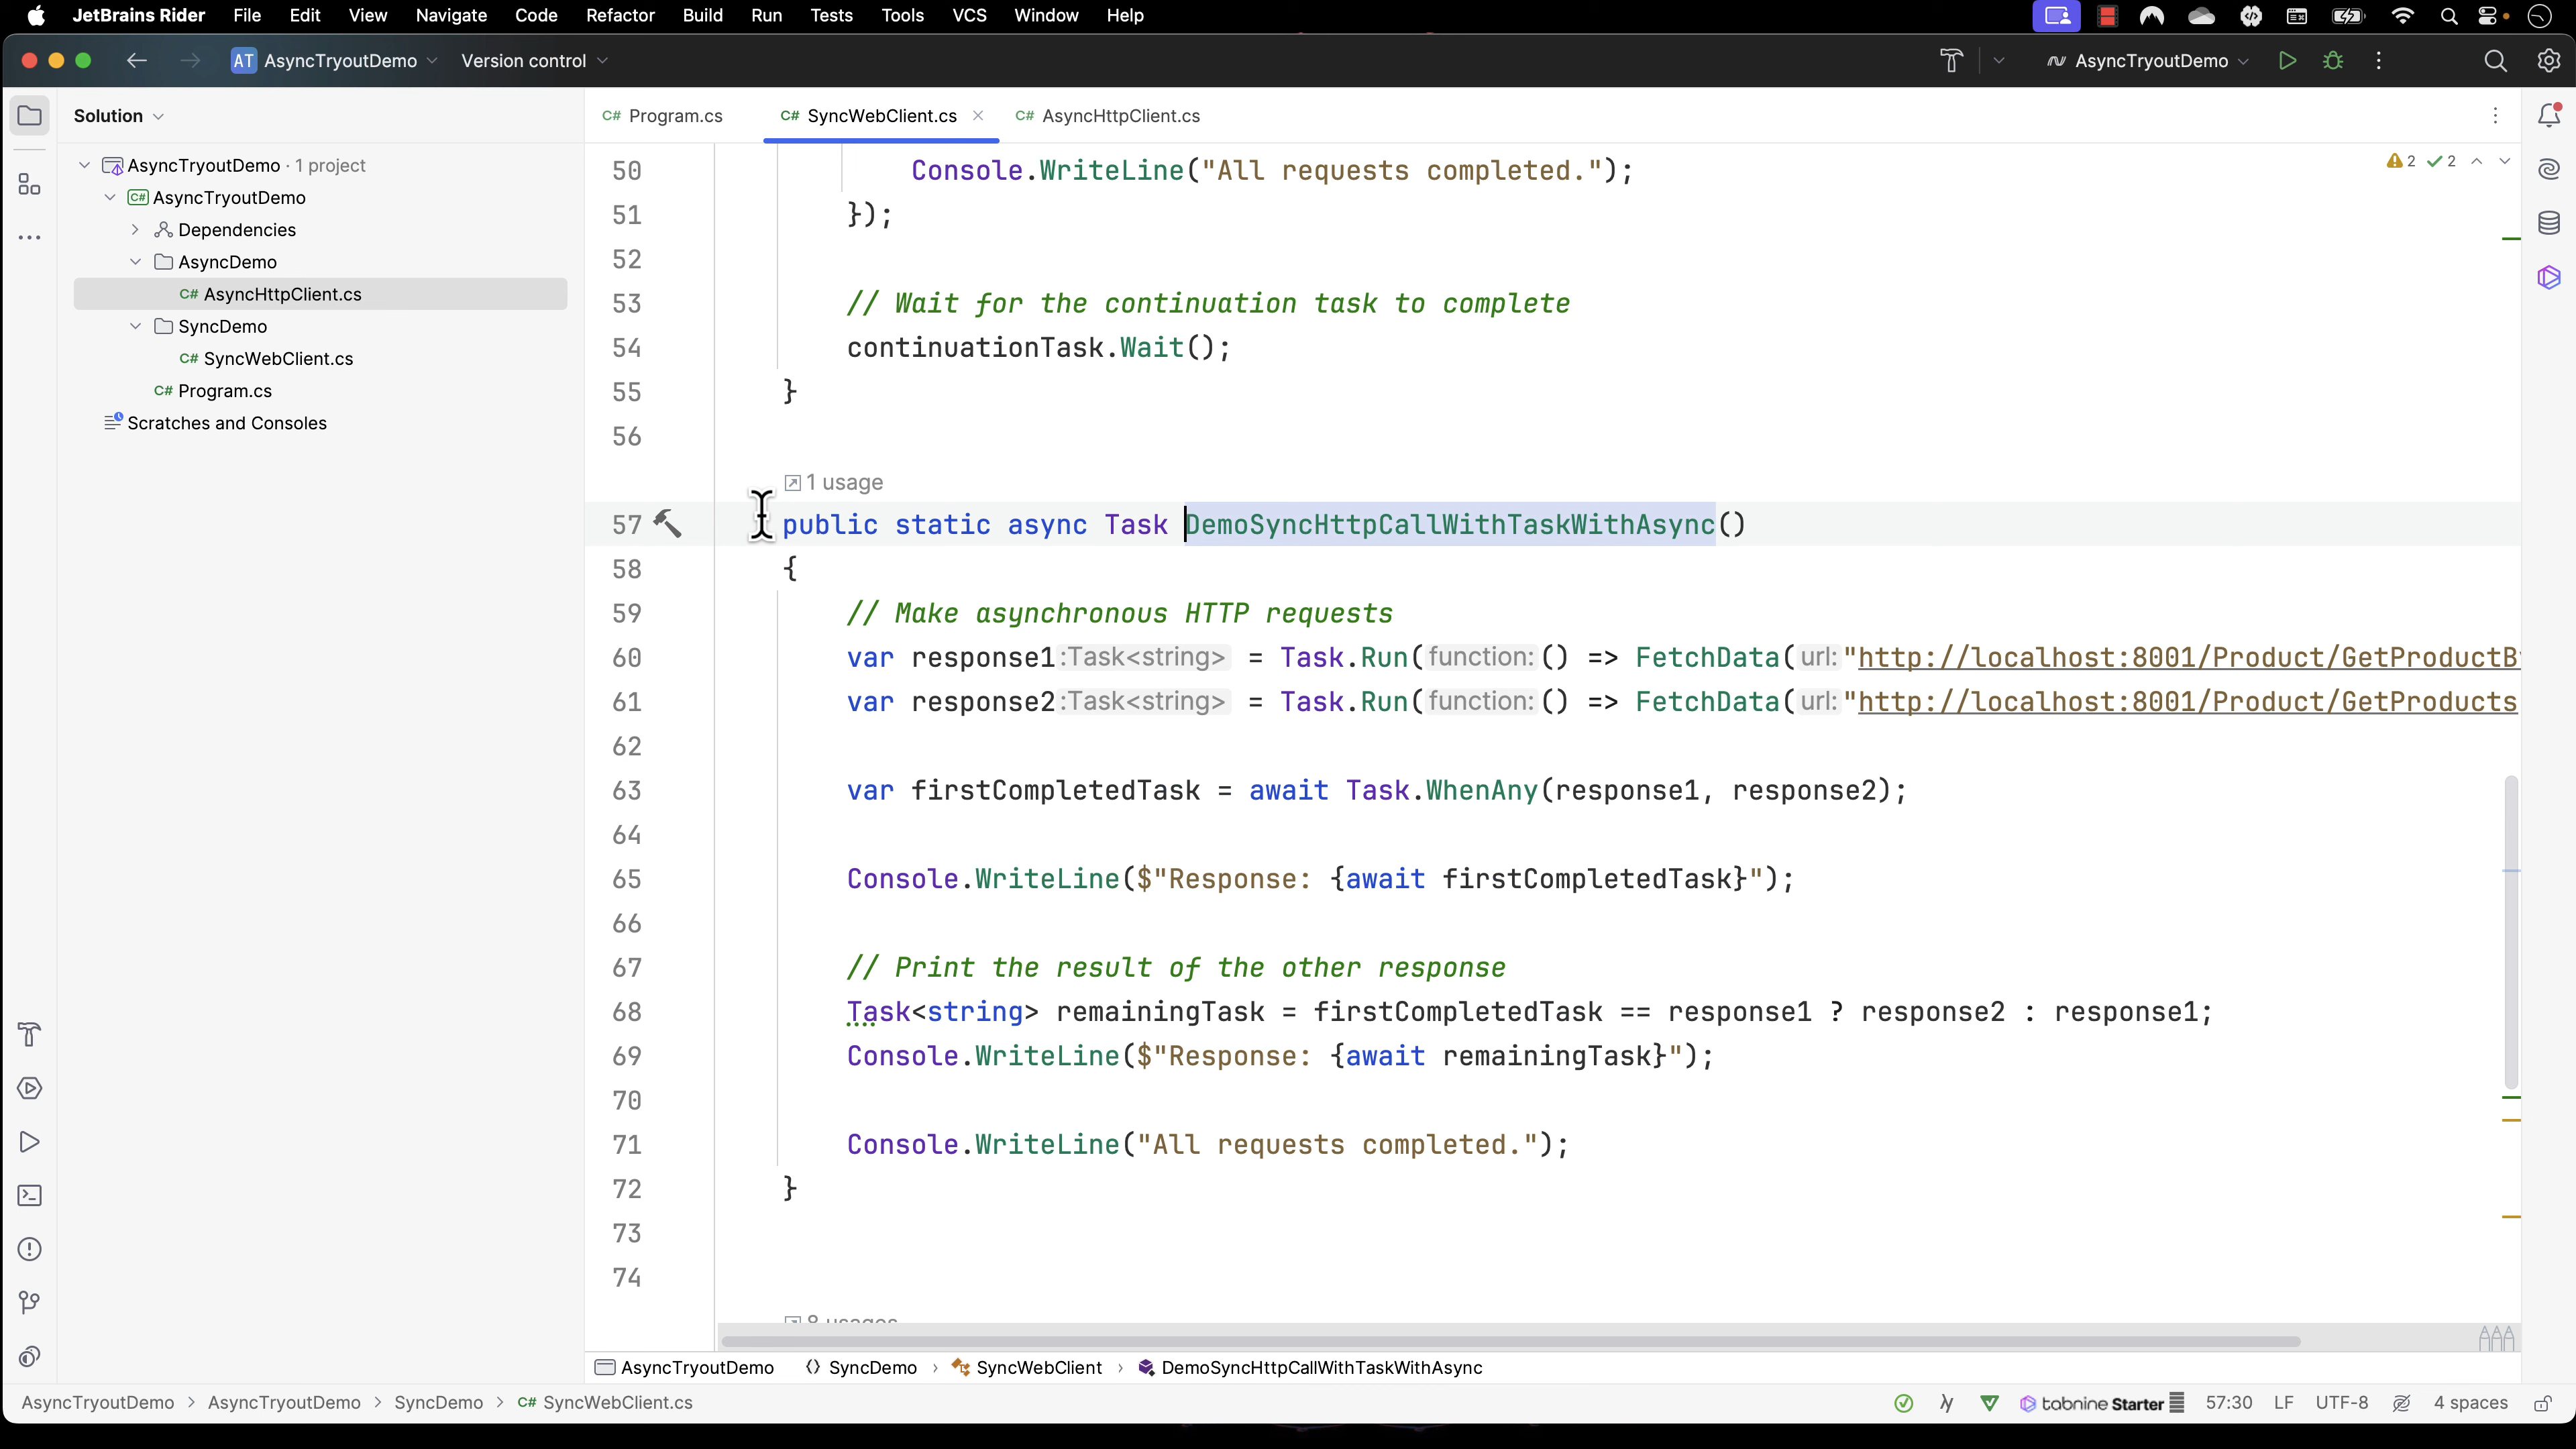 JetBrains Rider File Edit View Navigate Code Refactor Build Run Tests Tools VCS Window Help
AT AsyncTryoutDemo Version control AsyncTryoutDemo
Solution
C# Program.cs C# SyncWebClient.cs C# AsyncHttpClient.cs
AsyncTryoutDemo · 1 project
C# AsyncTryoutDemo
Dependencies
AsyncDemo
C# AsyncHttpClient.cs
SyncDemo
C# SyncWebClient.cs
C# Program.cs
Scratches and Consoles
2 2
50 Console.WriteLine("All requests completed.");
51 });
52
53 // Wait for the continuation task to complete
54 continuationTask.Wait();
55 }
56
1 usage
57 public static async Task DemoSyncHttpCallWithTaskWithAsync()
58 {
59 // Make asynchronous HTTP requests
60 var response1 :Task<string> = Task.Run( function: () => FetchData( url: "http://localhost:8001/Product/GetProductB
61 var response2 :Task<string> = Task.Run( function: () => FetchData( url: "http://localhost:8001/Product/GetProducts
62
63 var firstCompletedTask = await Task.WhenAny(response1, response2);
64
65 Console.WriteLine($"Response: {await firstCompletedTask}");
66
67 // Print the result of the other response
68 Task<string> remainingTask = firstCompletedTask == response1 ? response2 : response1;
69 Console.WriteLine($"Response: {await remainingTask}");
70
71 Console.WriteLine("All requests completed.");
72 }
73
74
8 usages
AsyncTryoutDemo SyncDemo › SyncWebClient › DemoSyncHttpCallWithTaskWithAsync
AsyncTryoutDemo > AsyncTryoutDemo > SyncDemo > C# SyncWebClient.cs tabnine Starter 57:30 LF UTF-8 4 spaces